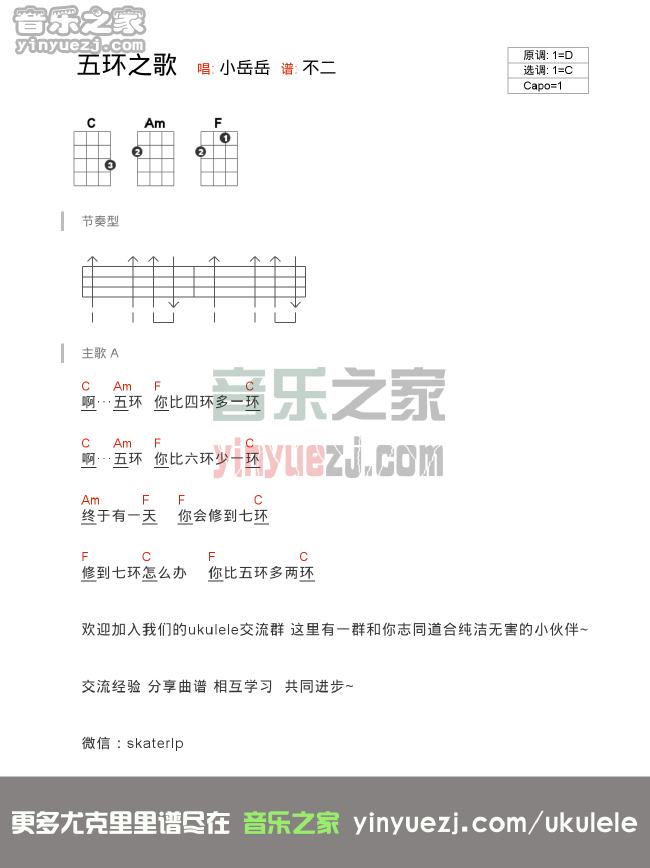 音乐之家
yinyuezj.com
五环之歌 唱: 小岳岳 谱: 不二
原调: 1=D
选调: 1=C
Capo=1
C Am F
3 2 2 1
节奏型
主歌 A
C Am F C
啊…五环 你比四环多一环
C Am F C
啊…五环 你比六环少一环
音乐之家
yinyuezj.com
Am F F C
终于有一天 你会修到七环
F C F C
修到七环怎么办 你比五环多两环
欢迎加入我们的ukulele交流群 这里有一群和你志同道合纯洁无害的小伙伴~
交流经验 分享曲谱 相互学习 共同进步~
微信：skaterlp
更多尤克里里谱尽在 音乐之家 yinyuezj.com/ukulele